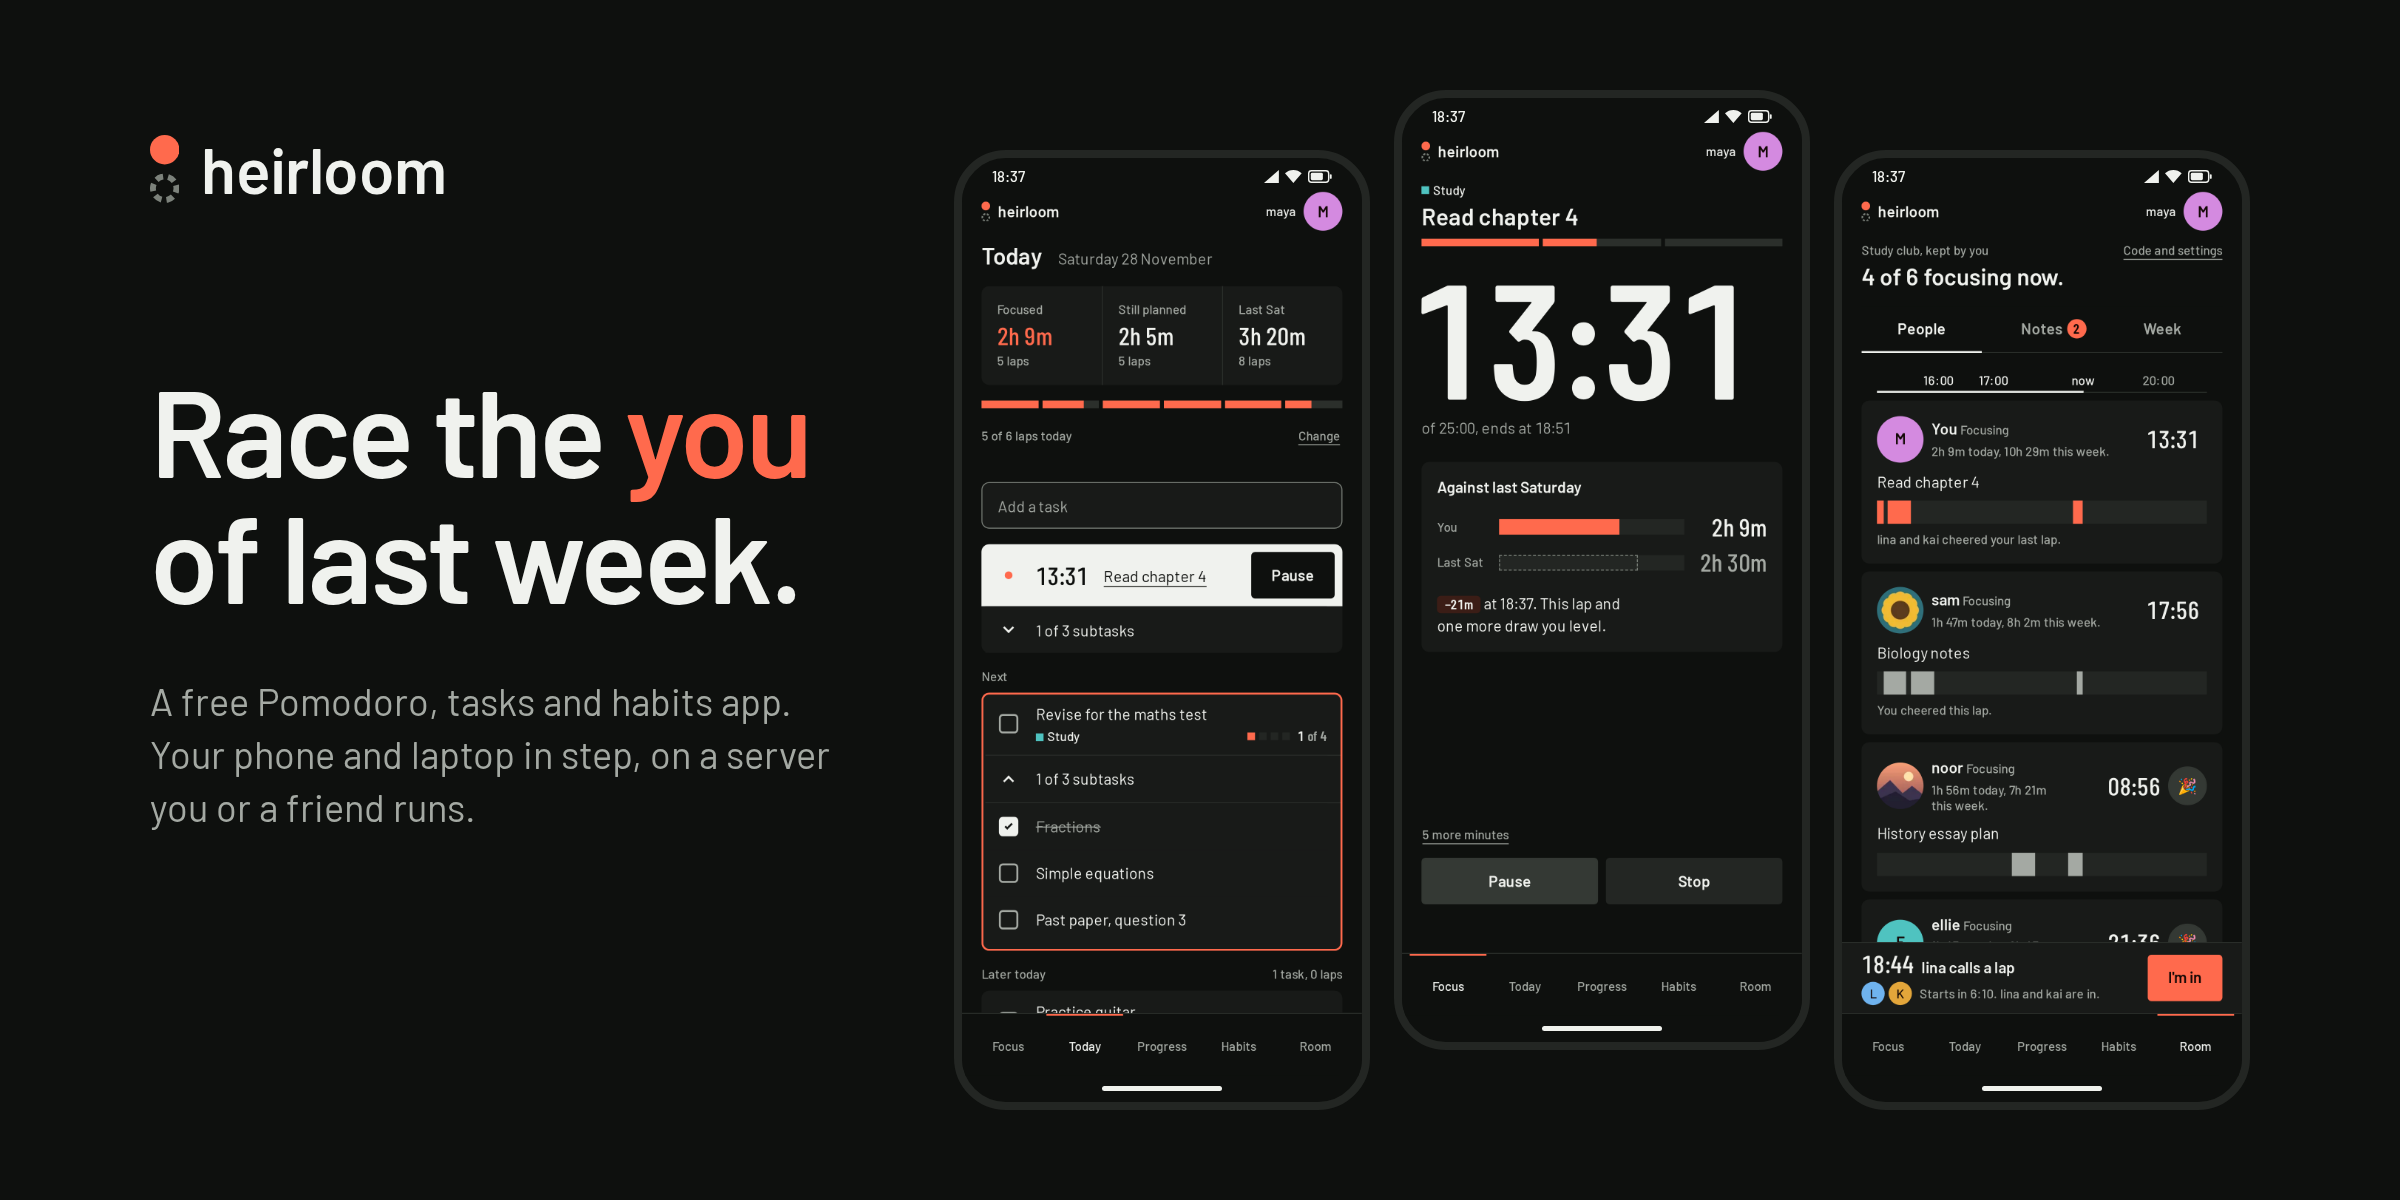 heirloom
Race the you
of last week.
A free Pomodoro, tasks and habits app.
Your phone and laptop in step, on a server
you or a friend runs.
18:37
heirloom
maya M
Today Saturday 28 November
Focused Still planned Last Sat
2h 9m 2h 5m 3h 20m
5 laps 5 laps 8 laps
5 of 6 laps today Change
Add a task
13:31 Read chapter 4 Pause
1 of 3 subtasks
Next
Revise for the maths test
Study 1 of 4
1 of 3 subtasks
Fractions
Simple equations
Past paper, question 3
Later today 1 task, 0 laps
Practice guitar
Focus Today Progress Habits Room
18:37
heirloom
maya M
Study
Read chapter 4
13:31
of 25:00, ends at 18:51
Against last Saturday
You 2h 9m
Last Sat 2h 30m
-21m at 18:37. This lap and
one more draw you level.
5 more minutes
Pause Stop
Focus Today Progress Habits Room
18:37
heirloom
maya M
Study club, kept by you Code and settings
4 of 6 focusing now.
People Notes 2 Week
16:00 17:00 now 20:00
M You Focusing 13:31
2h 9m today, 10h 29m this week.
Read chapter 4
lina and kai cheered your last lap.
sam Focusing 17:56
1h 47m today, 8h 2m this week.
Biology notes
You cheered this lap.
noor Focusing 08:56
1h 56m today, 7h 21m
this week.
History essay plan
ellie Focusing 21:36
18:44 lina calls a lap I'm in
L K Starts in 6:10. lina and kai are in.
Focus Today Progress Habits Room